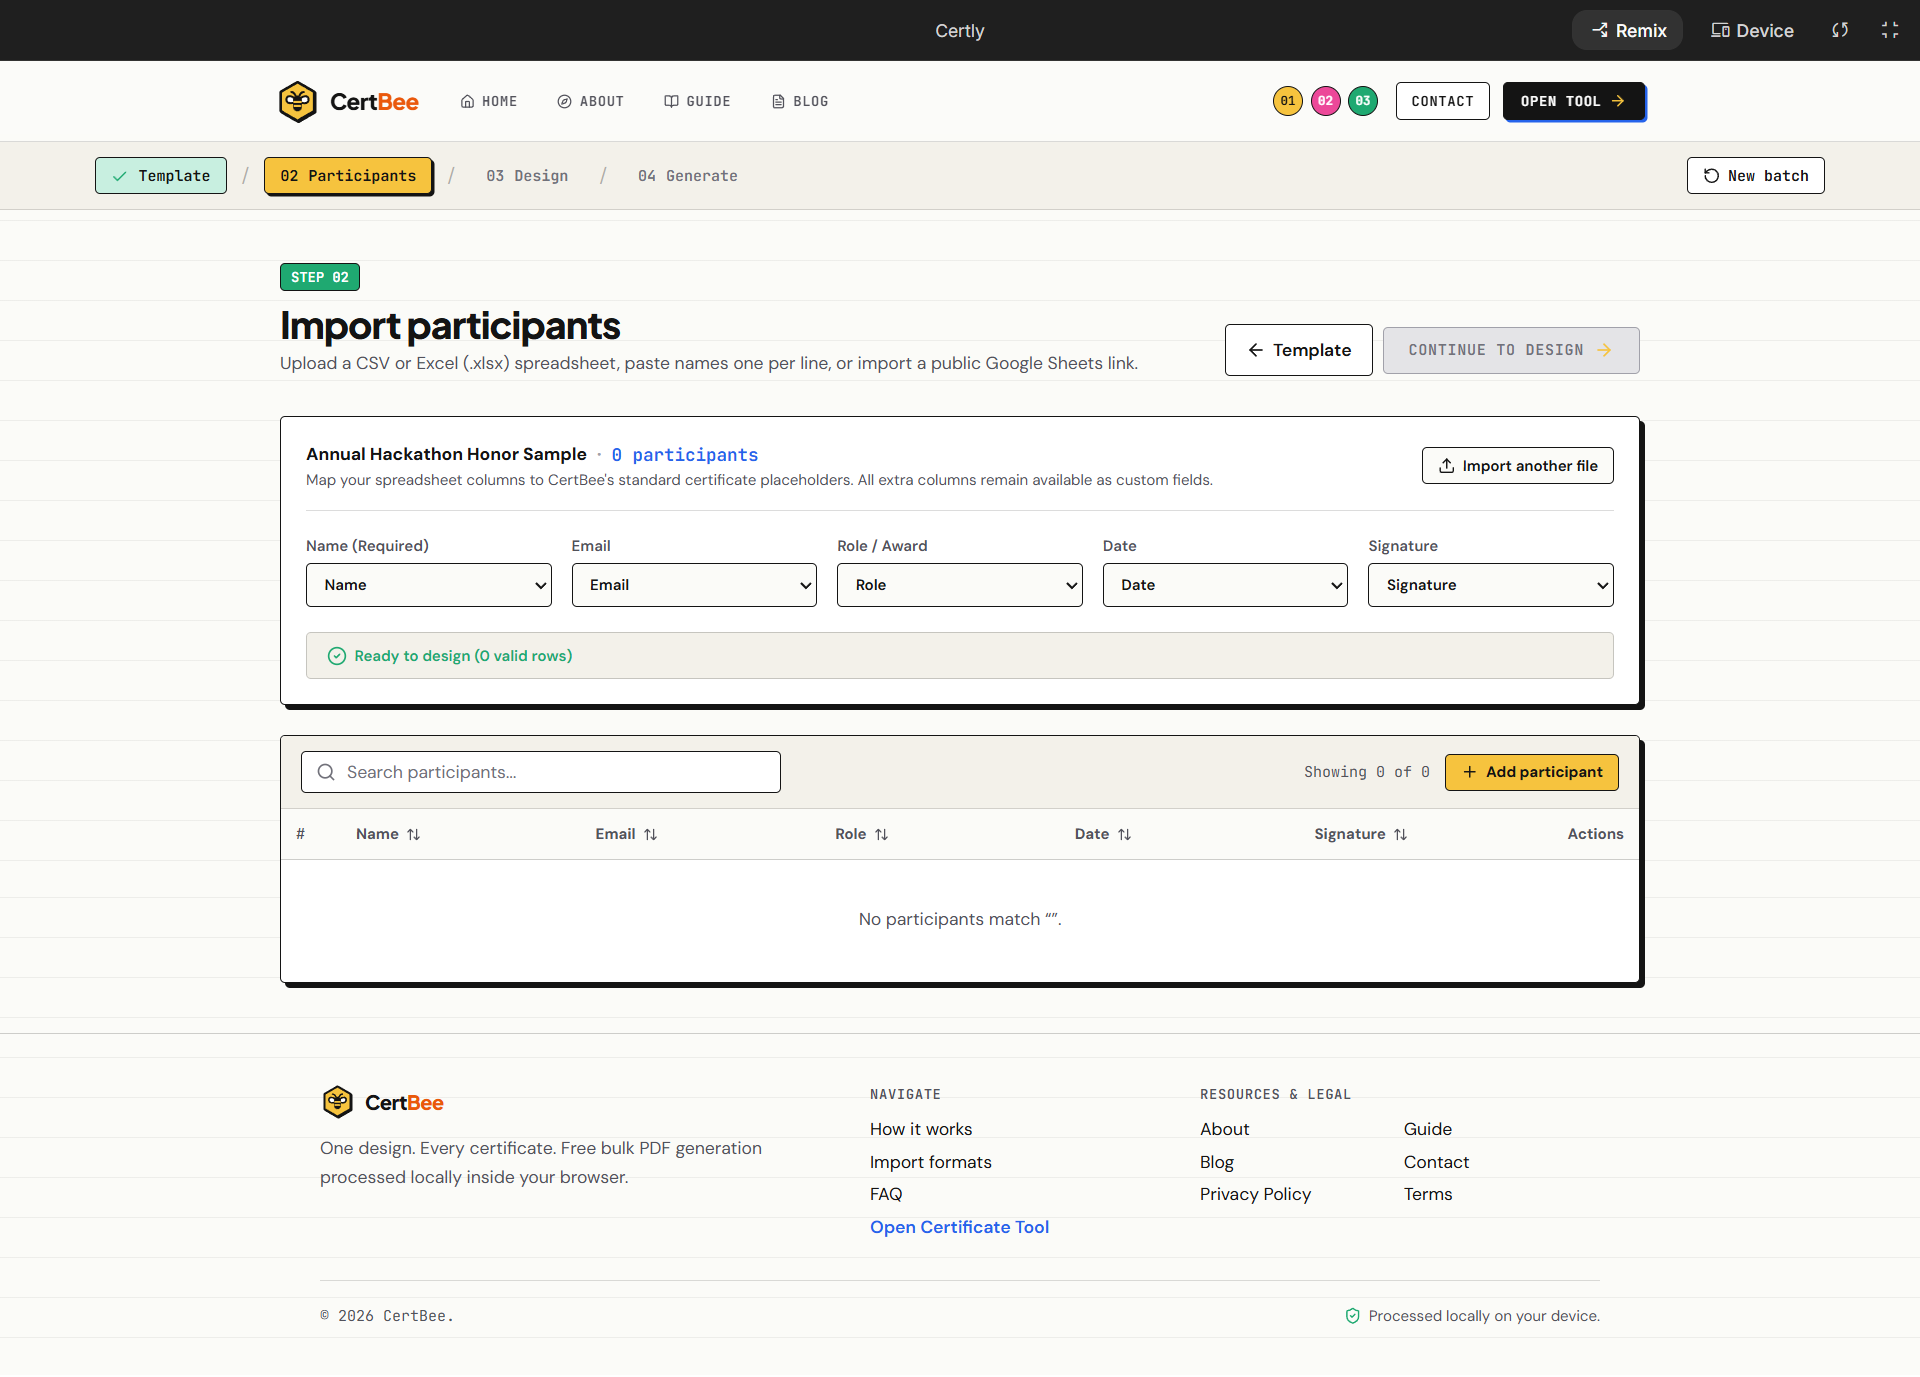 Certly
Remix
Device
CertBee
HOME
ABOUT
GUIDE
BLOG
01
02
03
CONTACT
OPEN TOOL
Template
/
02 Participants
/
03 Design
/
04 Generate
New batch
STEP 02
Import participants
Upload a CSV or Excel (.xlsx) spreadsheet, paste names one per line, or import a public Google Sheets link.
Template
CONTINUE TO DESIGN
Annual Hackathon Honor Sample · 0 participants
Map your spreadsheet columns to CertBee's standard certificate placeholders. All extra columns remain available as custom fields.
Import another file
Name (Required)
Email
Role / Award
Date
Signature
Name
Email
Role
Date
Signature
Ready to design (0 valid rows)
Search participants...
Showing 0 of 0
Add participant
#
Name
Email
Role
Date
Signature
Actions
No participants match “”.
CertBee
One design. Every certificate. Free bulk PDF generation
processed locally inside your browser.
NAVIGATE
How it works
Import formats
FAQ
Open Certificate Tool
RESOURCES & LEGAL
About
Guide
Blog
Contact
Privacy Policy
Terms
© 2026 CertBee.
Processed locally on your device.